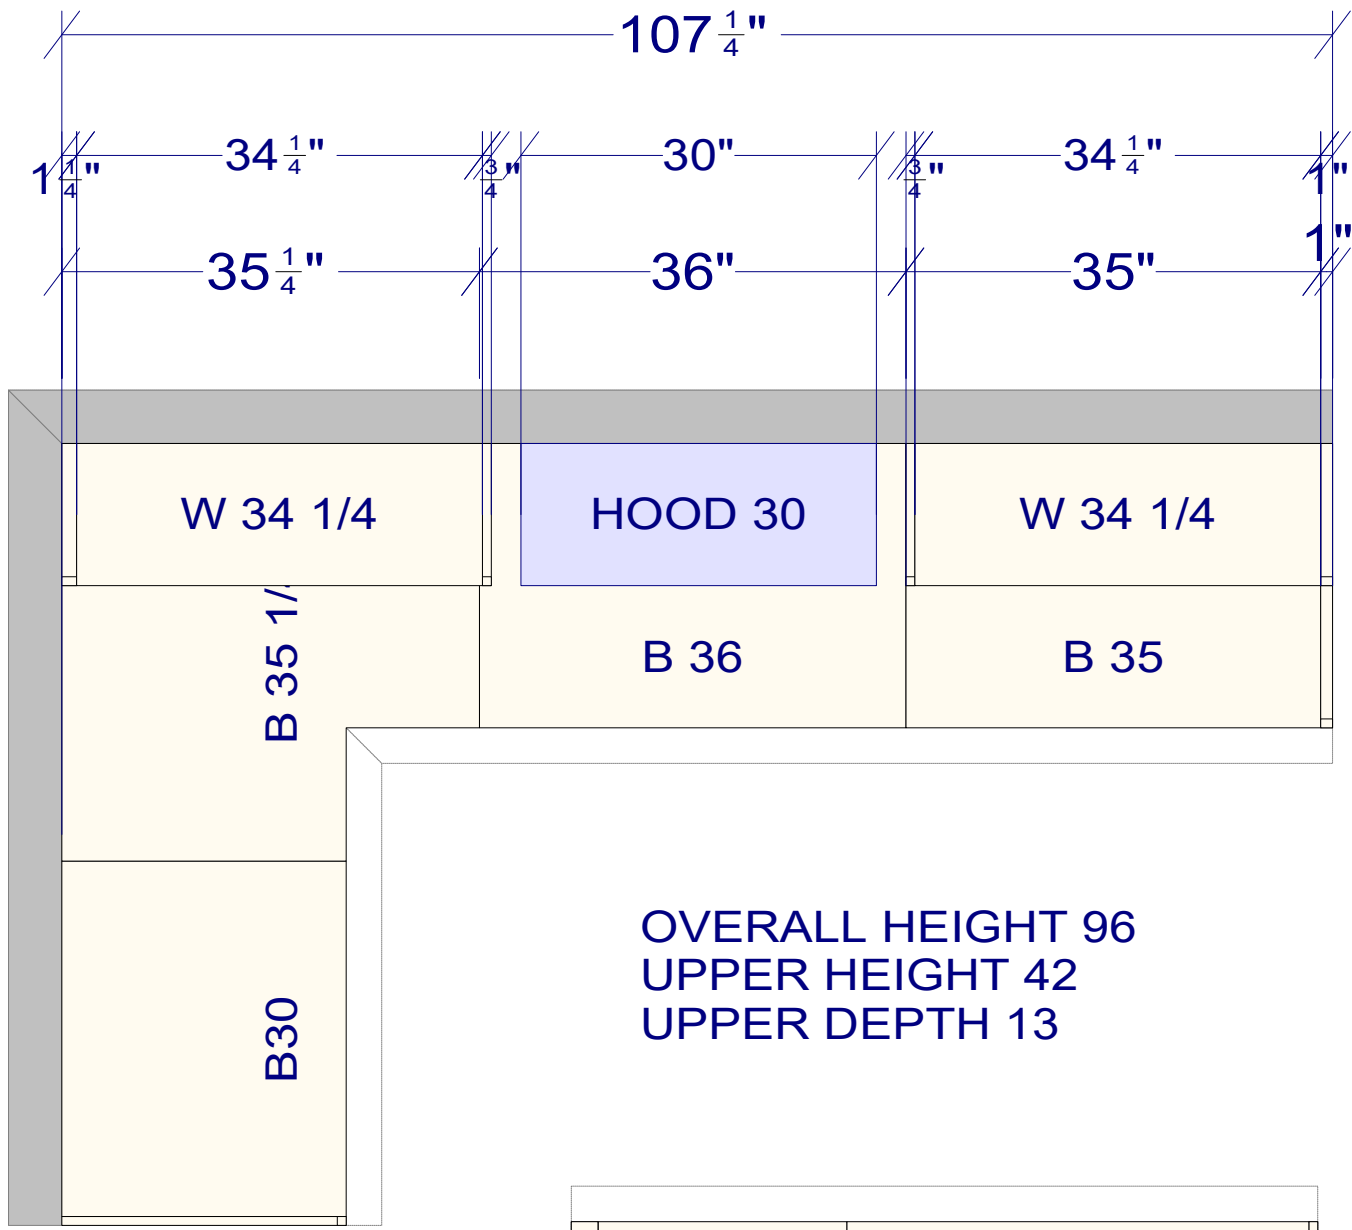 107 1/4"
34 1/4" 30" 34 1/4"
1 1/4" 3/4" 3/4" 1"
1"
35 1/4" 36" 35"
W 34 1/4 HOOD 30 W 34 1/4
B 35 1/
B 36 B 35
OVERALL HEIGHT 96
UPPER HEIGHT 42
UPPER DEPTH 13
B30